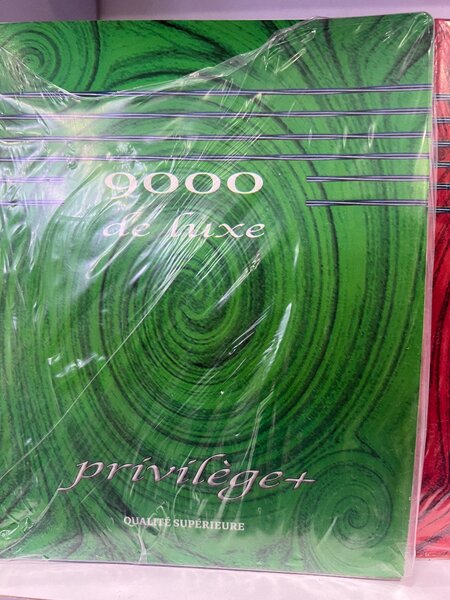 9000
de luxe
privilège+
QUALITÉ SUPÉRIEURE